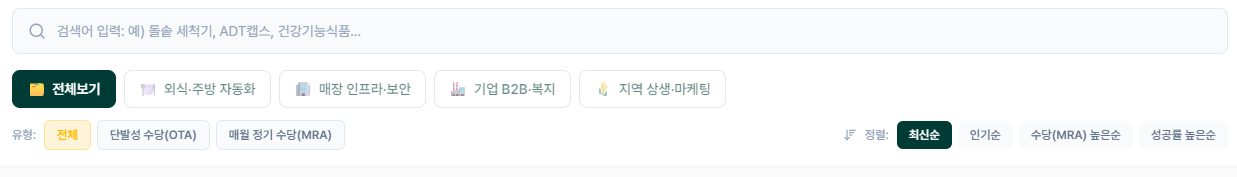 검색어 입력: 예) 돌솥 세척기, ADT캡스, 건강기능식품...
전체보기 외식·주방 자동화 매장 인프라·보안 기업 B2B·복지 지역 상생·마케팅
유형: 전체 단발성 수당(OTA) 매월 정기 수당(MRA) 정렬: 최신순 인기순 수당(MRA) 높은순 성공률 높은순